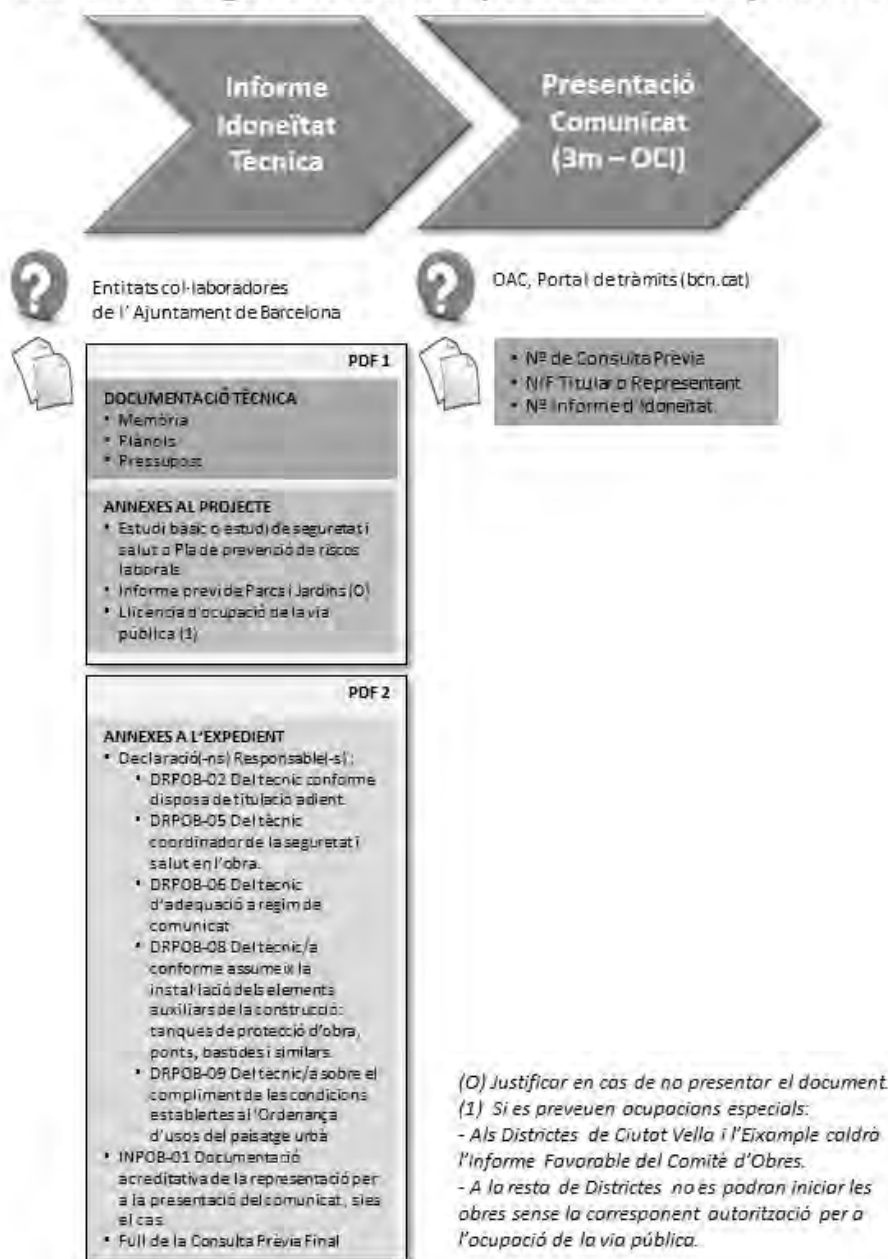 Informe
Idoneïtat
Tècnica
Presentació
Comunicat
(3m – OCI)
Entitats col·laboradores
de l' Ajuntament de Barcelona
OAC, Portal de tràmits (bcn.cat)
PDF 1
DOCUMENTACIÓ TÈCNICA
• Memòria
• Plànols
• Pressupost
ANNEXES AL PROJECTE
• Estudi bàsic o estudi de seguretat i
salut o Pla de prevenció de riscos
laborals
• Informe previ de Parcs i Jardins (O)
• Llicencia d'ocupació de la via
pública (1)
• Nº de Consulta Prèvia
• NIF Titular o Representant
• Nº Informe d' Idoneïtat
PDF 2
ANNEXES A L'EXPEDIENT
• Declaració(-ns) Responsable(-s) :
• DRPOB-02 Del tècnic conforme
disposa de titulació adient.
• DRPOB-05 Del tècnic
coordinador de la seguretat i
salut en l'obra.
• DRPOB-06 Del tècnic
d'adequació a règim de
comunicat
• DRPOB-08 Del tècnic/a
conforme assumeix la
instal·lació dels elements
auxiliars de la construcció:
tanques de protecció d'obra,
ponts, bastides i similars.
• DRPOB-09 Del tècnic/a sobre el
compliment de les condicions
establertes al 'Ordenança
d'usos del paisatge urbà
• INPOB-01 Documentació
acreditativa de la representació per
a la presentació del comunicat, si es
el cas.
• Full de la Consulta Prèvia Final
(O) Justificar en cas de no presentar el document.
(1) Si es preveuen ocupacions especials:
- Als Districtes de Ciutat Vella i l'Eixample caldrà
l'Informe Favorable del Comitè d'Obres.
- A la resta de Districtes no es podran iniciar les
obres sense la corresponent autorització per a
l'ocupació de la via pública.